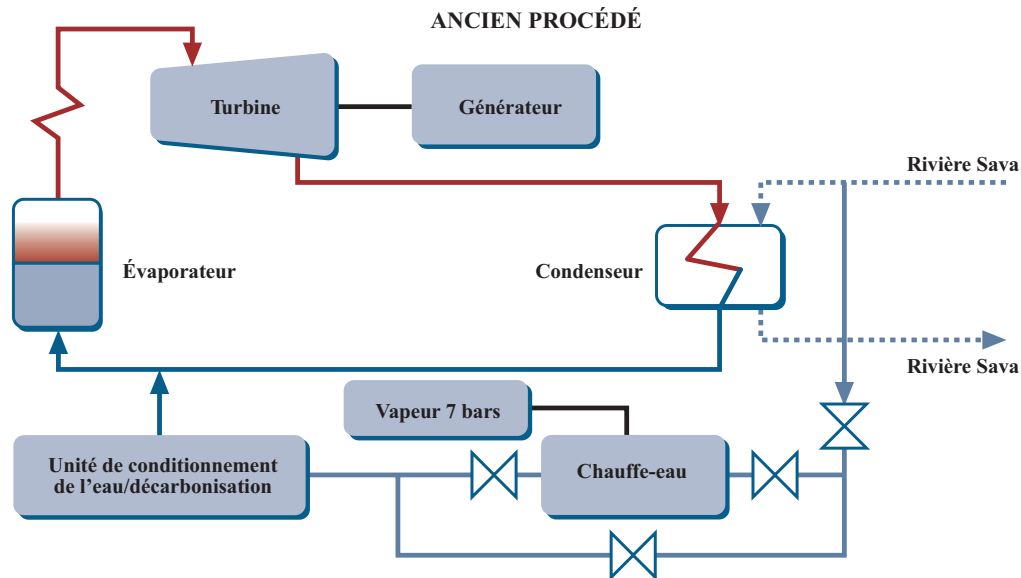 ANCIEN PROCÉDÉ
Turbine
Générateur
Rivière Sava
Évaporateur
Condenseur
Rivière Sava
Vapeur 7 bars
Unité de conditionnement
de l'eau/décarbonisation
Chauffe-eau